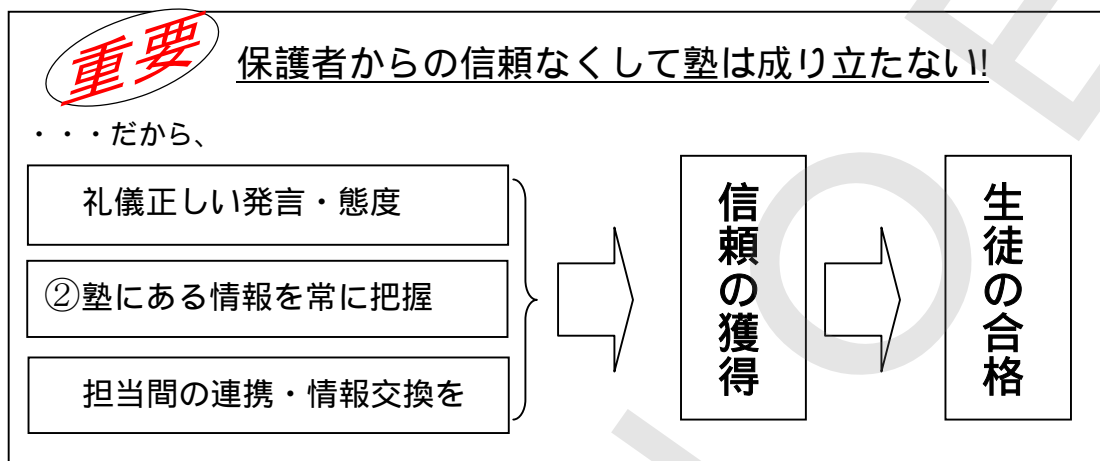 重要
保護者からの信頼なくして塾は成り立たない!
・・・だから、
礼儀正しい発言・態度
②塾にある情報を常に把握
担当間の連携・情報交換を
信頼の獲得
生徒の合格